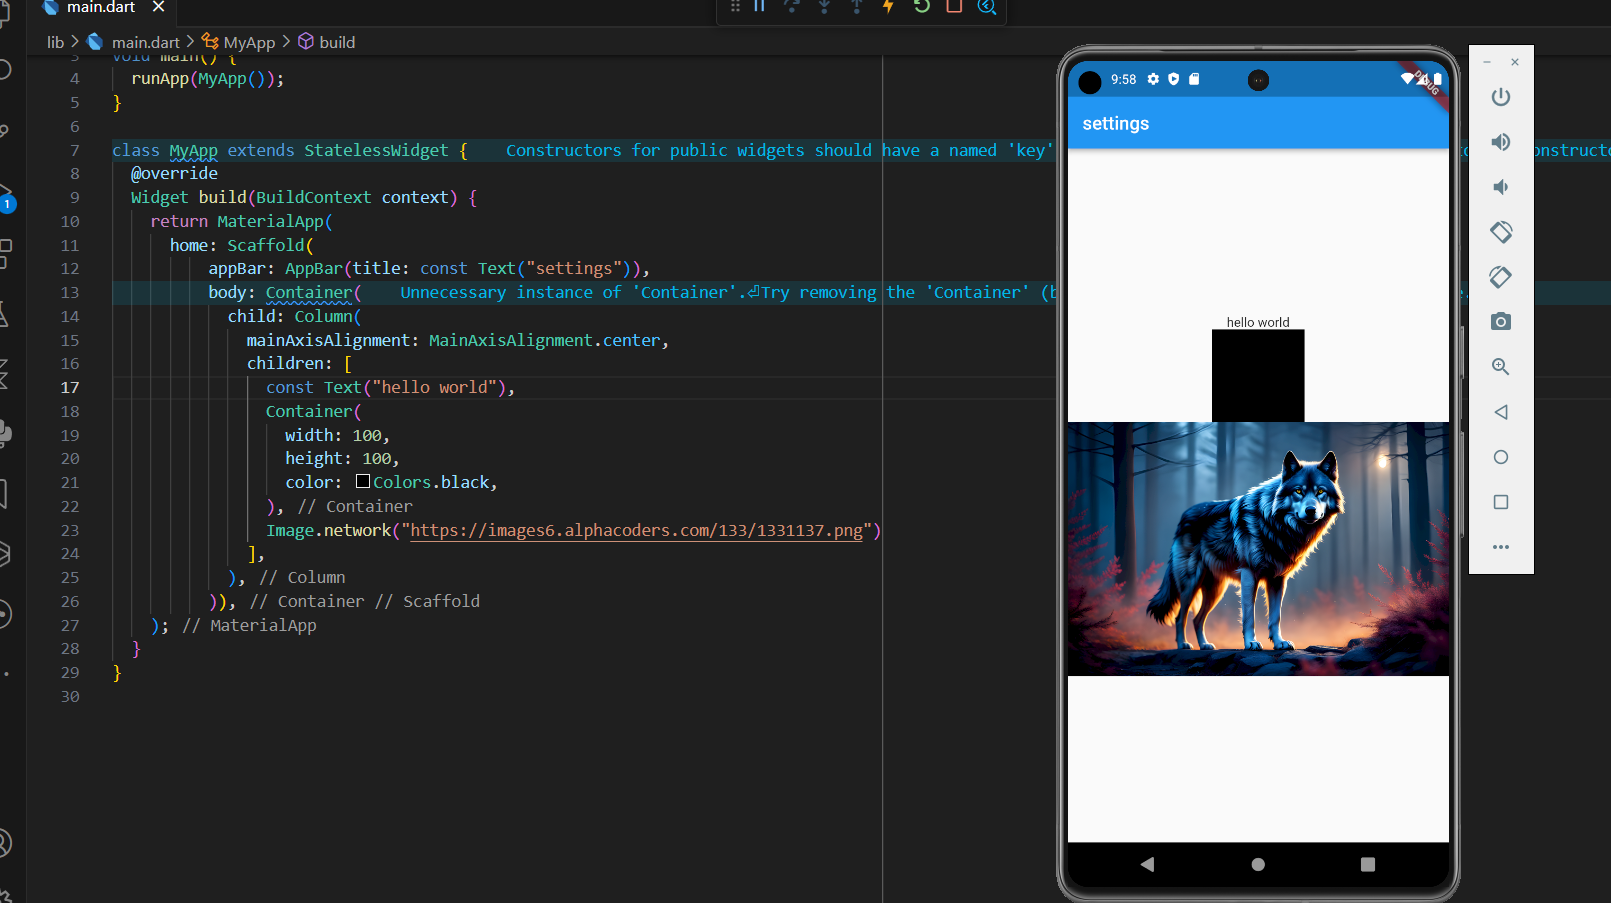 main.dart
lib > main.dart > MyApp > build
3 void main() {
4 runApp(MyApp());
5 }
6
7 class MyApp extends StatelessWidget { Constructors for public widgets should have a named 'key'
8 @override
9 Widget build(BuildContext context) {
10 return MaterialApp(
11 home: Scaffold(
12 appBar: AppBar(title: const Text("settings")),
13 body: Container( Unnecessary instance of 'Container'.⏎Try removing the 'Container' (b
14 child: Column(
15 mainAxisAlignment: MainAxisAlignment.center,
16 children: [
17 const Text("hello world"),
18 Container(
19 width: 100,
20 height: 100,
21 color: Colors.black,
22 ), // Container
23 Image.network("https://images6.alphacoders.com/133/1331137.png")
24 ],
25 ), // Column
26 )), // Container // Scaffold
27 ); // MaterialApp
28 }
29 }
30
1
9:58
DEBUG
settings
hello world